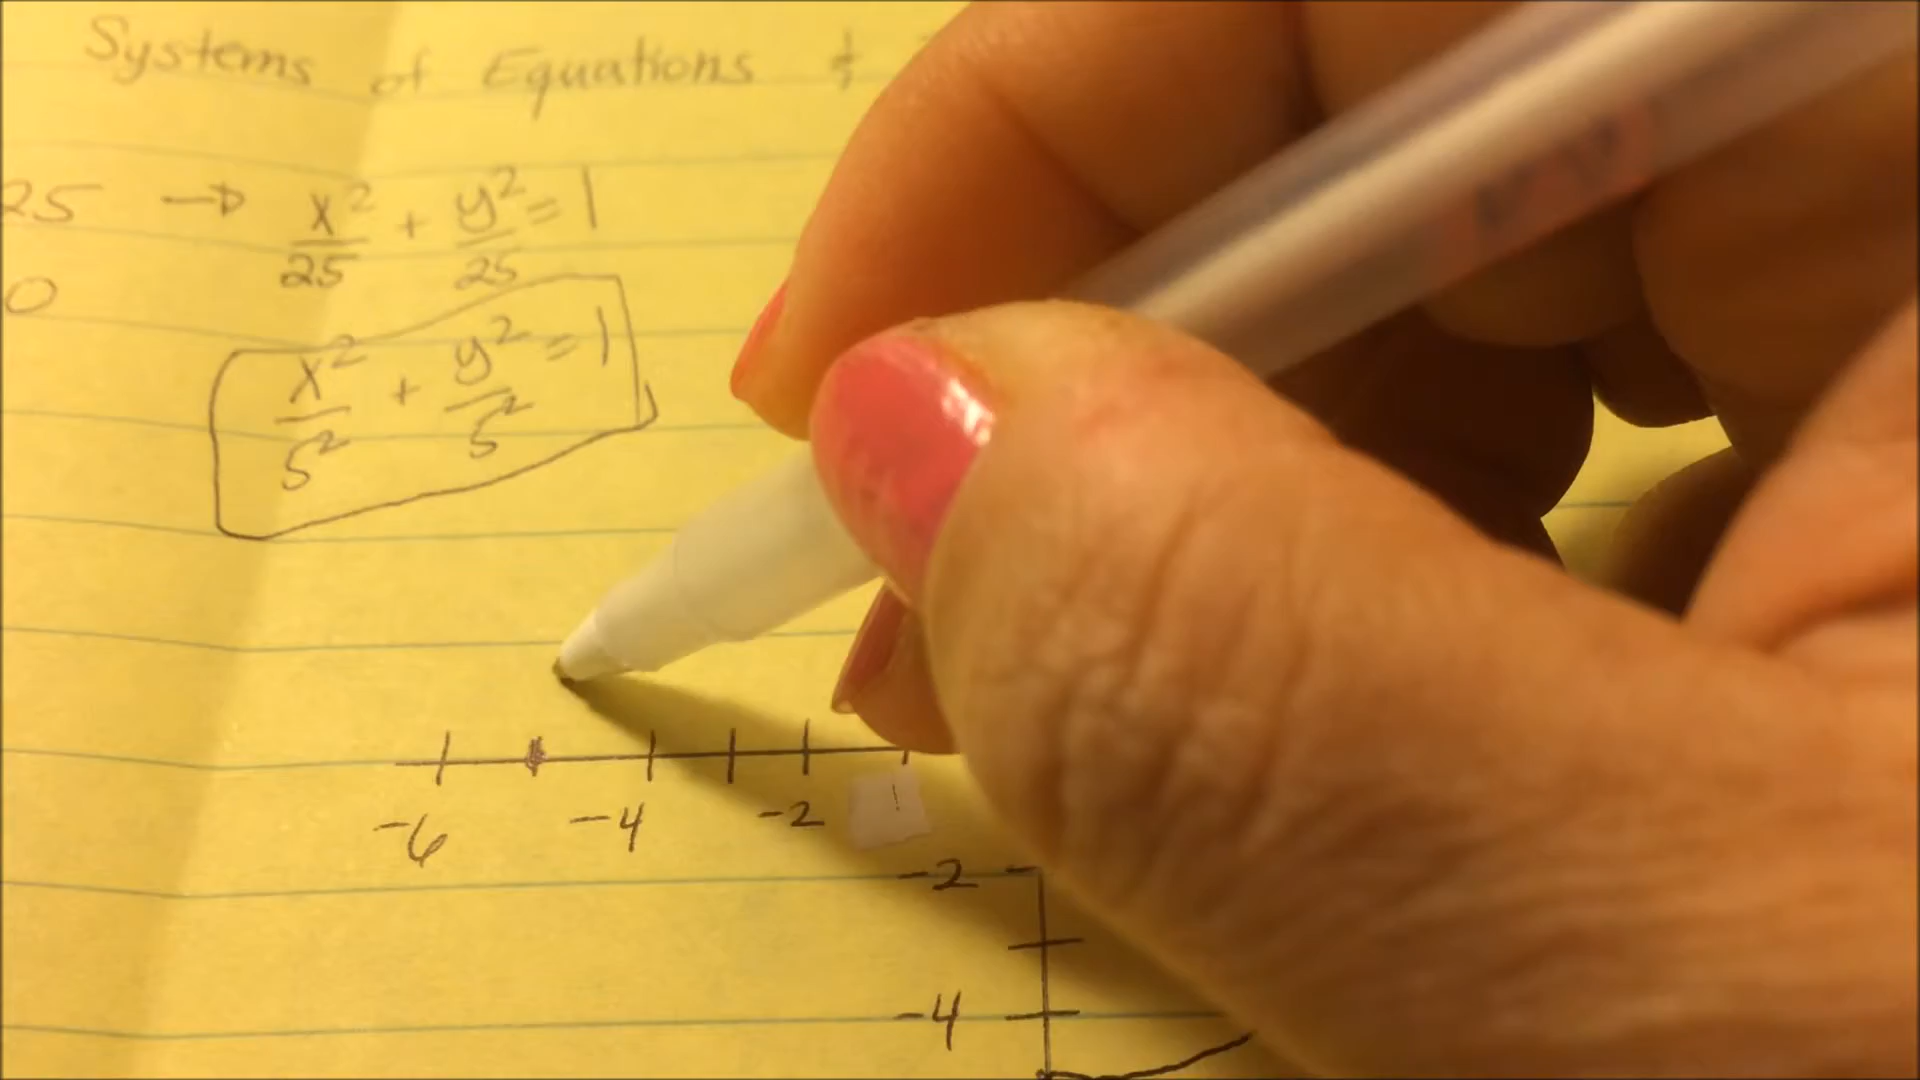 Systems of Equations &
25 → x²/25 + y²/25 = 1
0
x²/5² + y²/5² = 1
-6 -4 -2
-2
-4